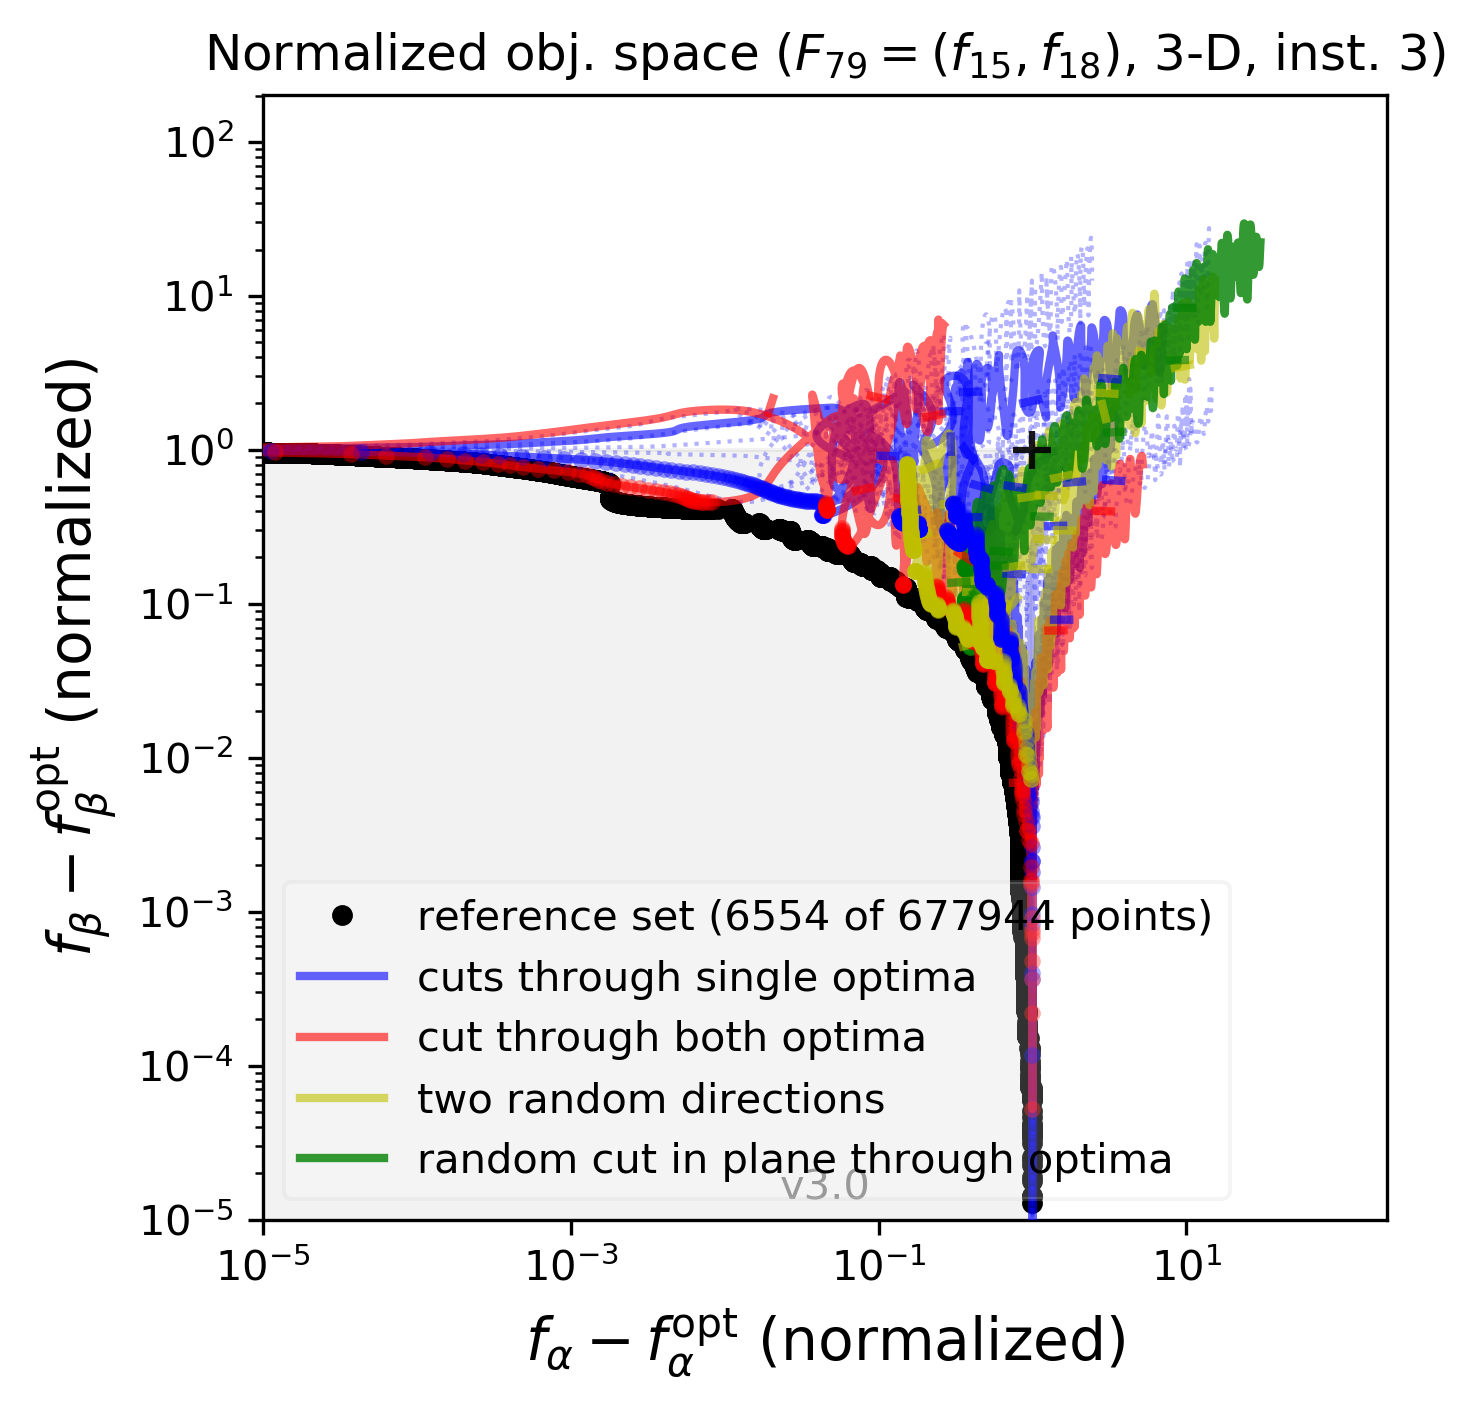 Normalized obj. space (F₇₉ = (f₁₅, f₁₈), 3-D, inst. 3)
10²
10¹
10⁰
10⁻¹
10⁻²
10⁻³
10⁻⁴
10⁻⁵
f_β − f_β^opt (normalized)
reference set (6554 of 677944 points)
cuts through single optima
cut through both optima
two random directions
random cut in plane through optima
v3.0
10⁻⁵
10⁻³
10⁻¹
10¹
f_α − f_α^opt (normalized)